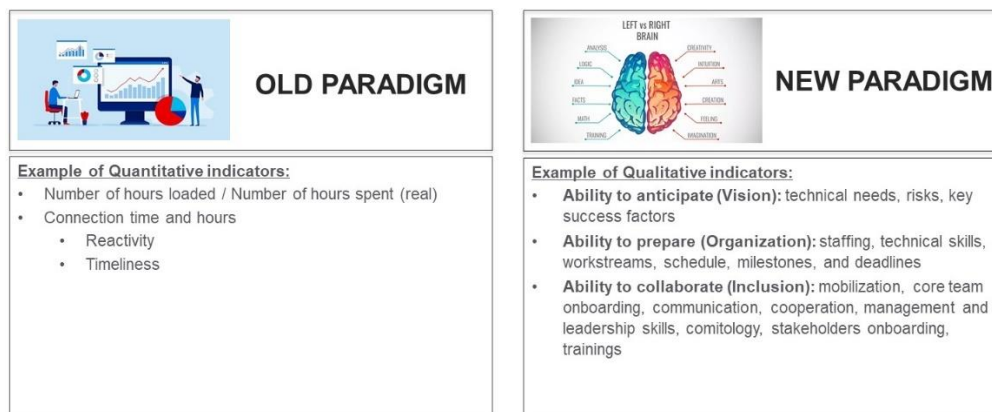 OLD PARADIGM
Example of Quantitative indicators:
• Number of hours loaded / Number of hours spent (real)
• Connection time and hours
• Reactivity
• Timeliness
LEFT vs RIGHT
BRAIN
ANALYSIS
LOGIC
IDEA
FACTS
MATH
TRAINING
CREATIVITY
INTUITION
ARTS
CREATION
FEELING
IMAGINATION
NEW PARADIGM
Example of Qualitative indicators:
• Ability to anticipate (Vision): technical needs, risks, key
success factors
• Ability to prepare (Organization): staffing, technical skills,
workstreams, schedule, milestones, and deadlines
• Ability to collaborate (Inclusion): mobilization, core team
onboarding, communication, cooperation, management and
leadership skills, comitology, stakeholders onboarding,
trainings